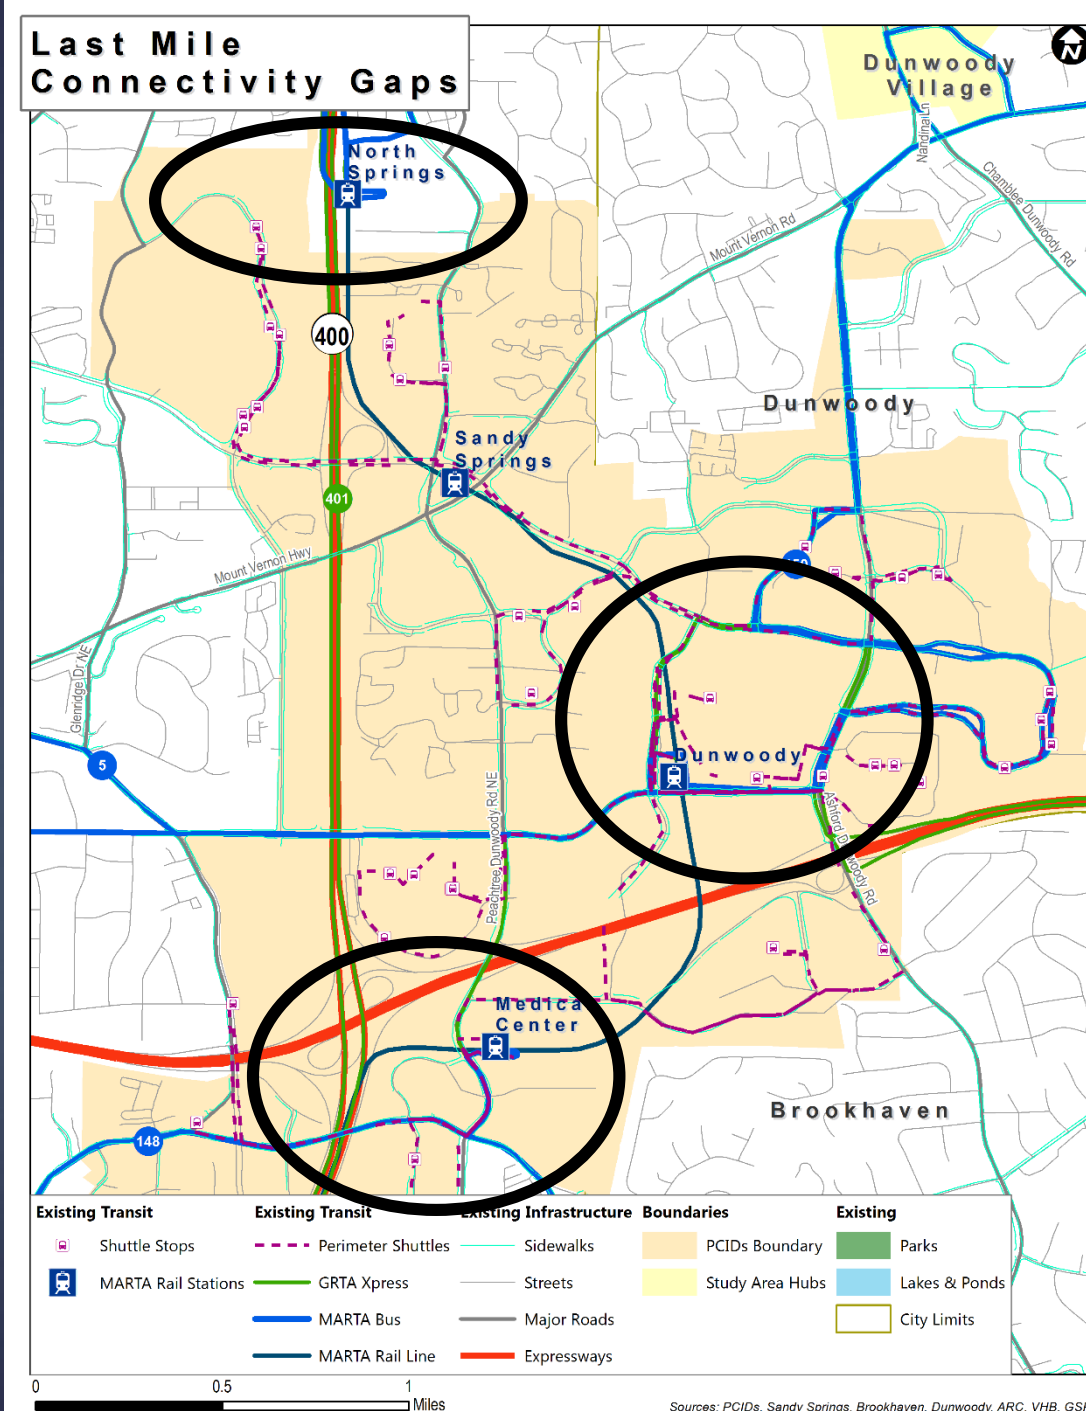 Last Mile
Connectivity Gaps
N
Dunwoody
Village
North
Springs
Nandina Ln
Chamblee Dunwoody Rd
Mount Vernon Rd
400
Dunwoody
Sandy
Springs
401
Mount Vernon Hwy
Glenridge Dr NE
5
Dunwoody
Peachtree Dunwoody Rd NE
Ashford Dunwoody Rd
Medical
Center
Brookhaven
148
Existing Transit
Shuttle Stops
MARTA Rail Stations
Existing Transit
Perimeter Shuttles
GRTA Xpress
MARTA Bus
MARTA Rail Line
Existing Infrastructure
Sidewalks
Streets
Major Roads
Expressways
Boundaries
PCIDs Boundary
Study Area Hubs
Existing
Parks
Lakes & Ponds
City Limits
0 0.5 1
Miles
Sources: PCIDs, Sandy Springs, Brookhaven, Dunwoody, ARC, VHB, GSP